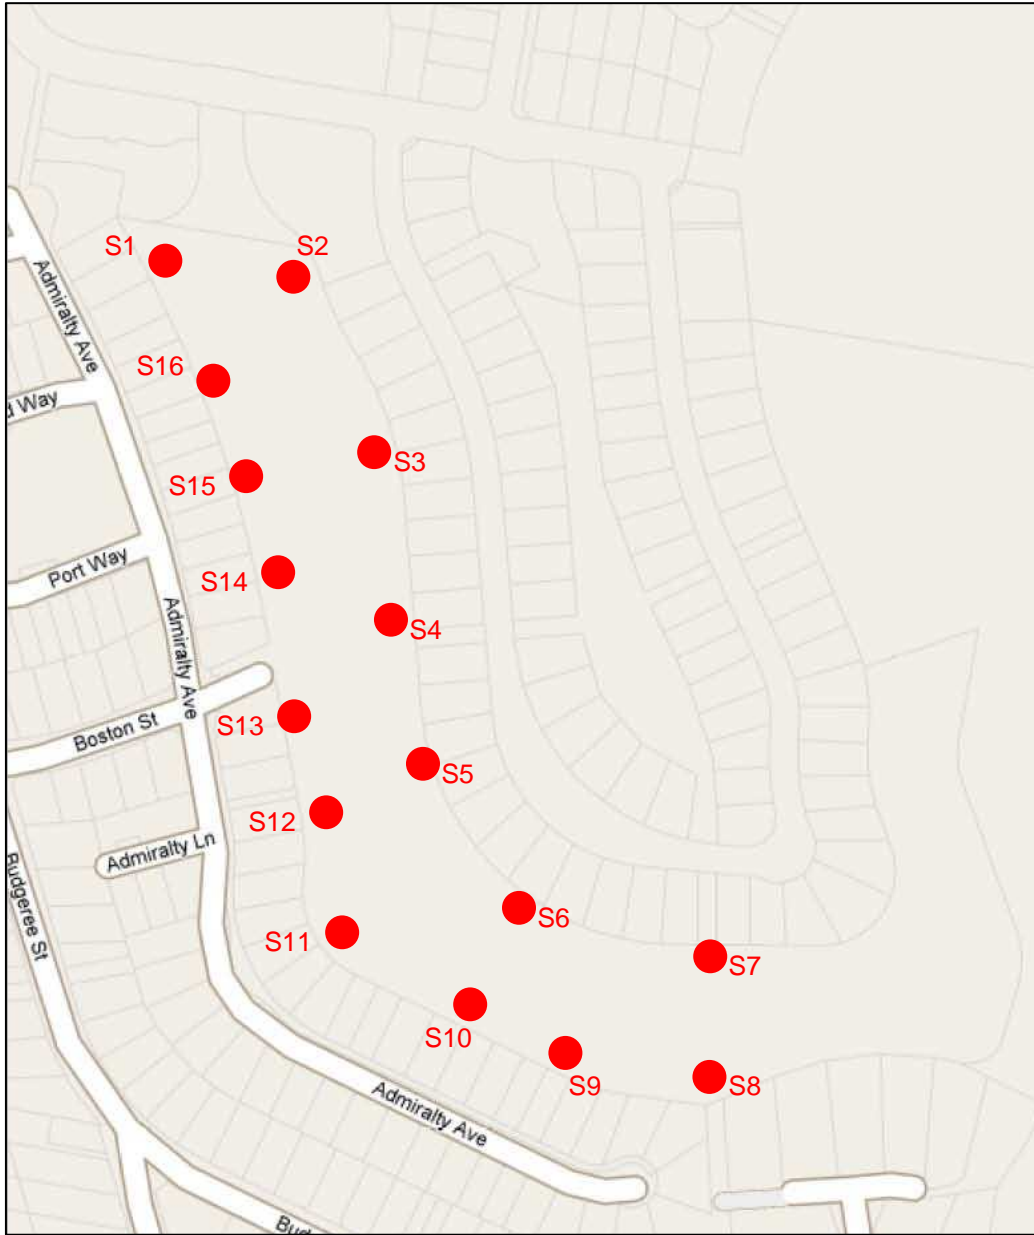 S1
S2
Admiralty Ave
S16
d Way
S3
S15
Port Way
S14
Admiralty Ave
S4
S13
Boston St
S5
S12
Admiralty Ln
Budgeree St
S6
S11
S7
S10
S9
S8
Admiralty Ave
Bud